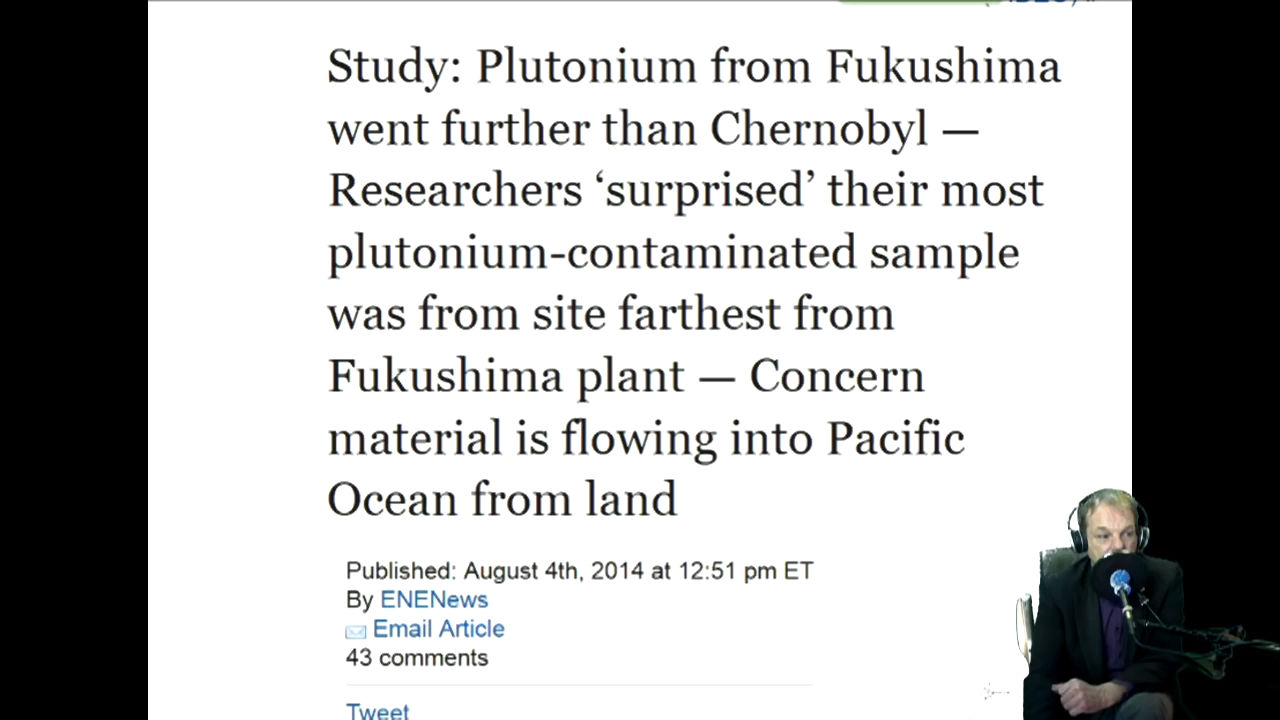 Study: Plutonium from Fukushima
went further than Chernobyl —
Researchers ‘surprised’ their most
plutonium-contaminated sample
was from site farthest from
Fukushima plant — Concern
material is flowing into Pacific
Ocean from land
Published: August 4th, 2014 at 12:51 pm ET
By ENENews
Email Article
43 comments
Tweet